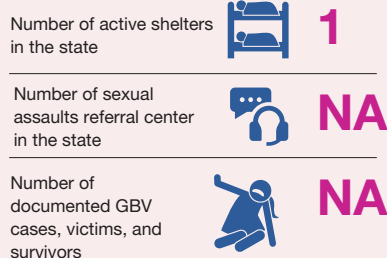 Number of active shelters
in the state
1
Number of sexual
assaults referral center
in the state
NA
Number of
documented GBV
cases, victims, and
survivors
NA